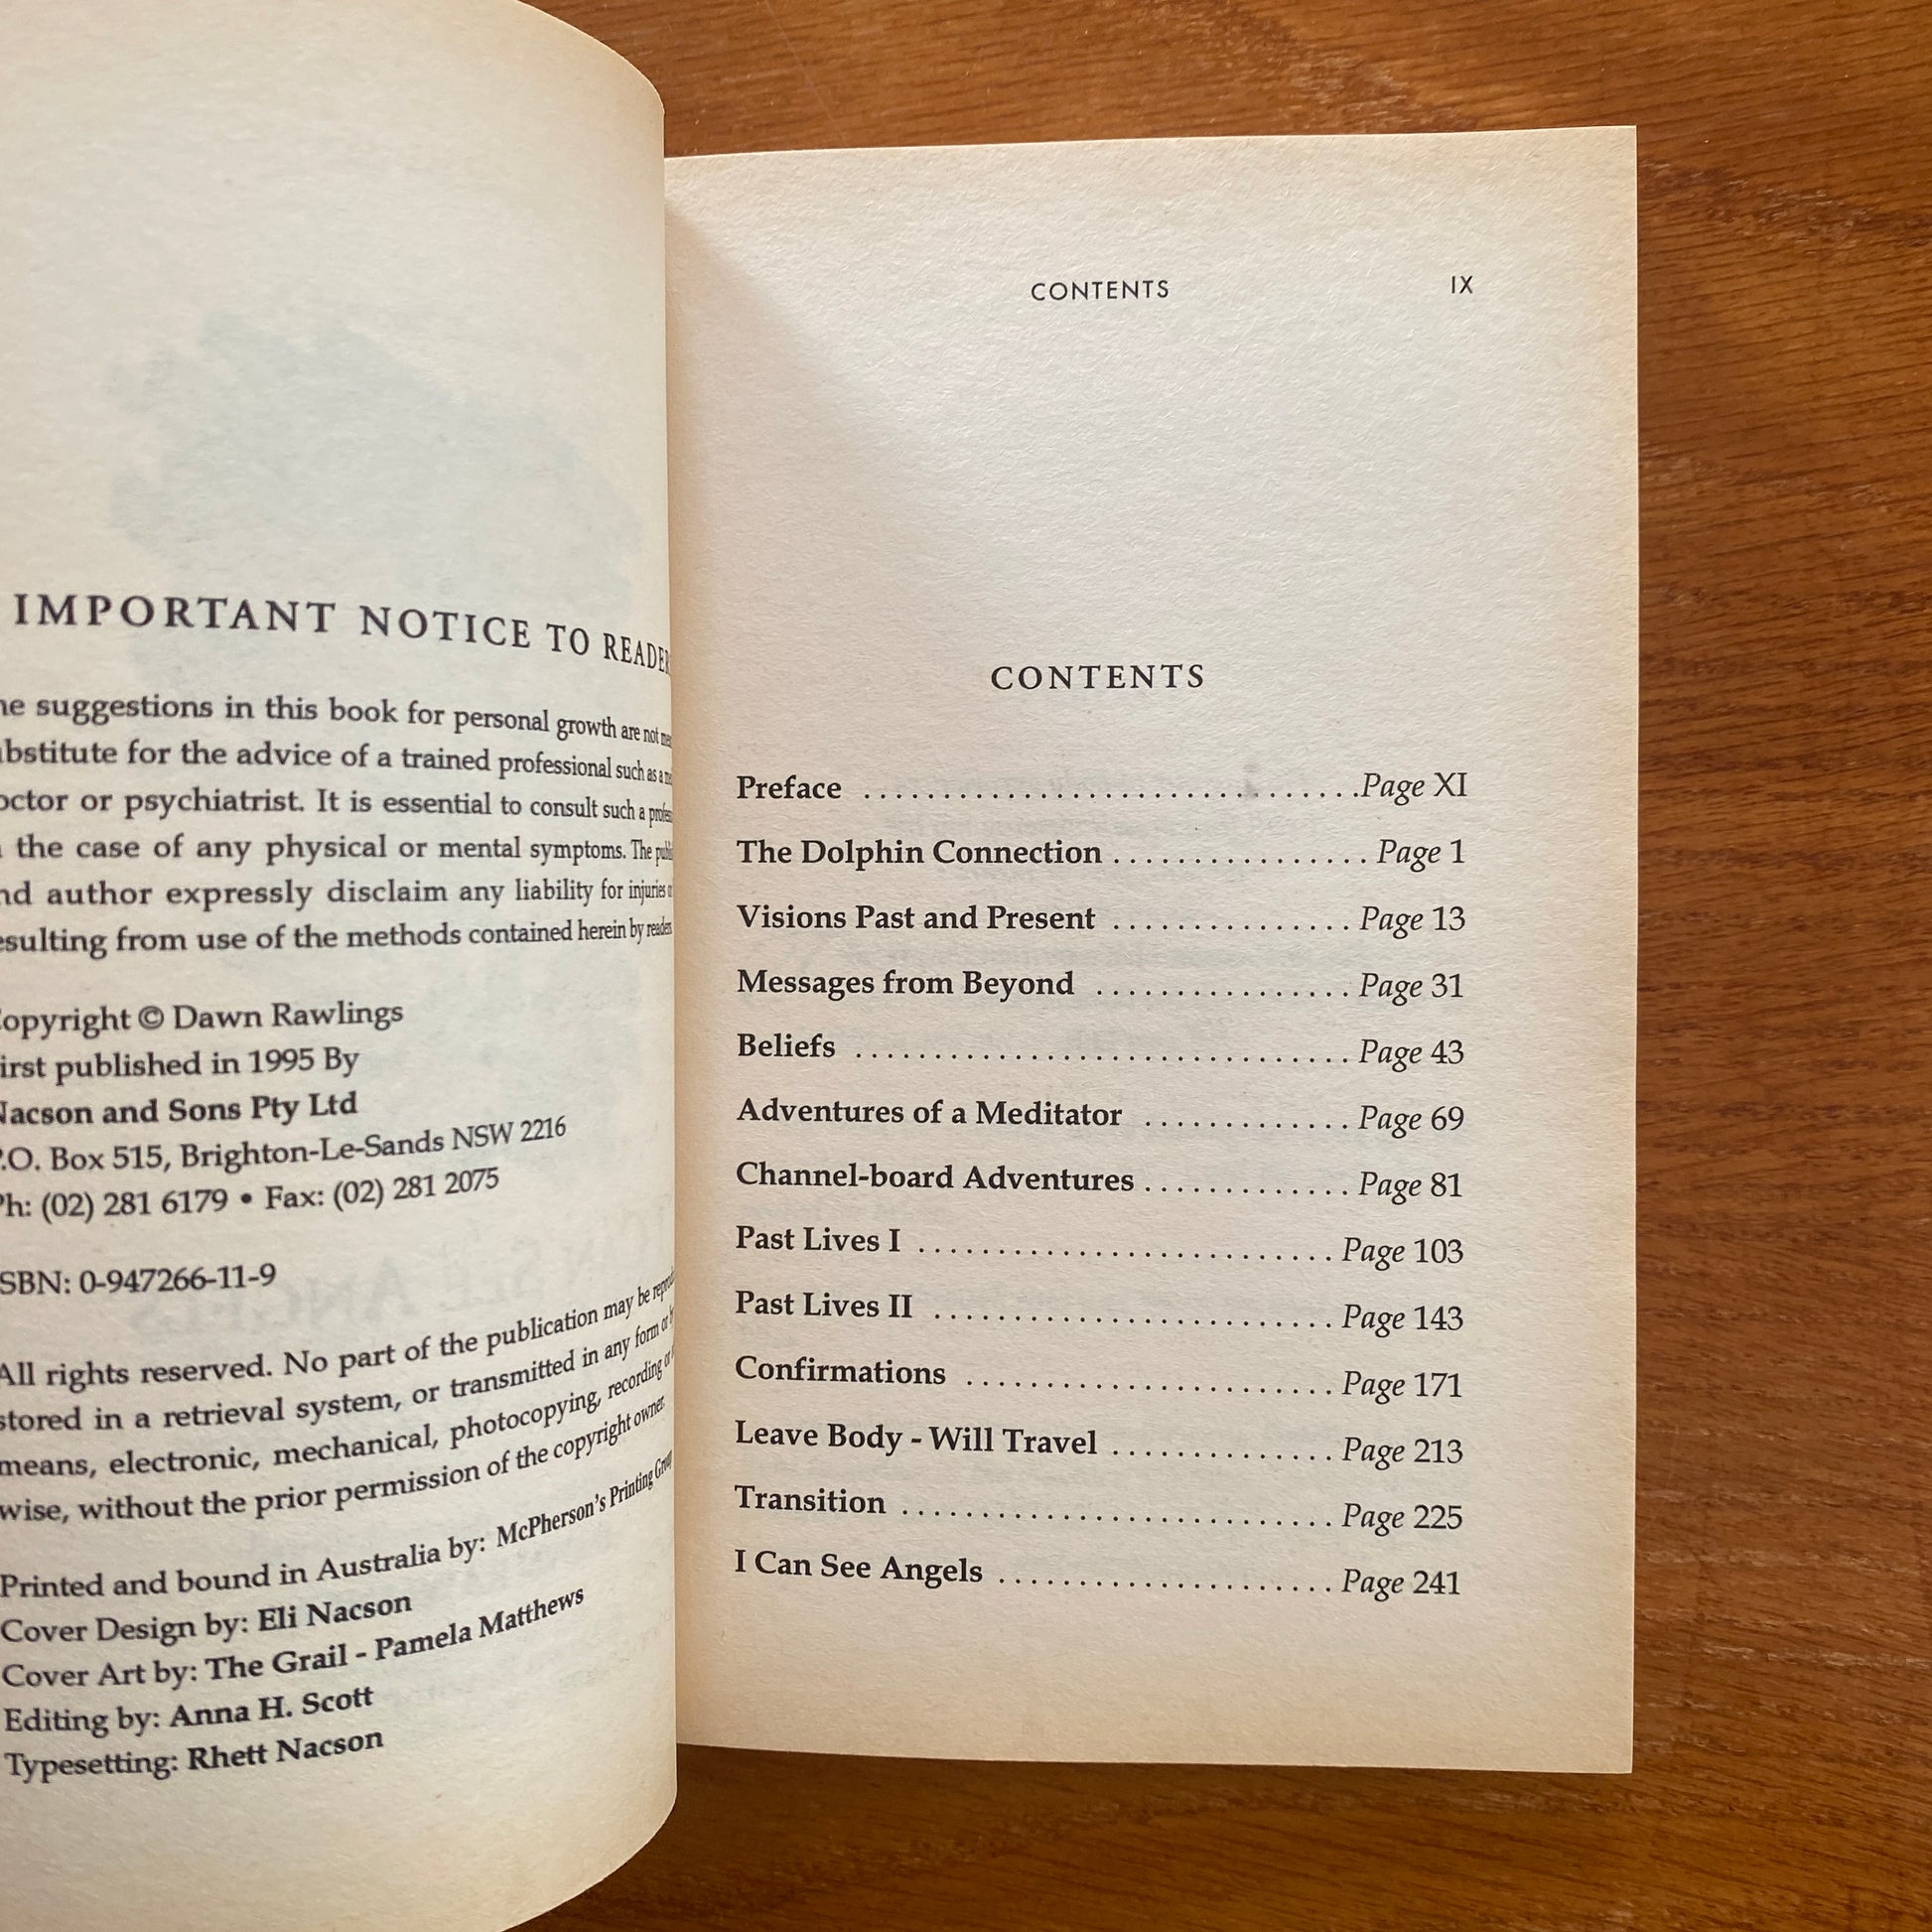 IMPORTANT NOTICE TO READER
suggestions in this book for personal growth are not
for the advice of a trained professional such as a
or psychiatrist. It is essential to consult such a
the case of any physical or mental symptoms. The
author expressly disclaim any liability for injuries
from use of the methods contained herein by readers
opyright © Dawn Rawlings
irst published in 1995 By
Nacson and Sons Pty Ltd
P.O. Box 515, Brighton-Le-Sands NSW 2216
Ph: (02) 281 6179 • Fax: (02) 281 2075
SBN: 0-947266-11-9
All rights reserved. No part of the publication may be
stored in a retrieval system, or transmitted in any form or
means, electronic, mechanical, photocopying, recording or
wise, without the prior permission of the copyright owner.
Printed and bound in Australia by: McPherson's Printing Group
Cover Design by: Eli Nacson
Cover Art by: The Grail - Pamela Matthews
Editing by: Anna H. Scott
Typesetting: Rhett Nacson
CONTENTS IX
CONTENTS
Preface ................................Page XI
The Dolphin Connection ................. Page 1
Visions Past and Present ............... Page 13
Messages from Beyond ................ Page 31
Beliefs ................................ Page 43
Adventures of a Meditator ............. Page 69
Channel-board Adventures ............. Page 81
Past Lives I ........................... Page 103
Past Lives II .......................... Page 143
Confirmations ........................ Page 171
Leave Body - Will Travel ............... Page 213
Transition ............................ Page 225
I Can See Angels ...................... Page 241